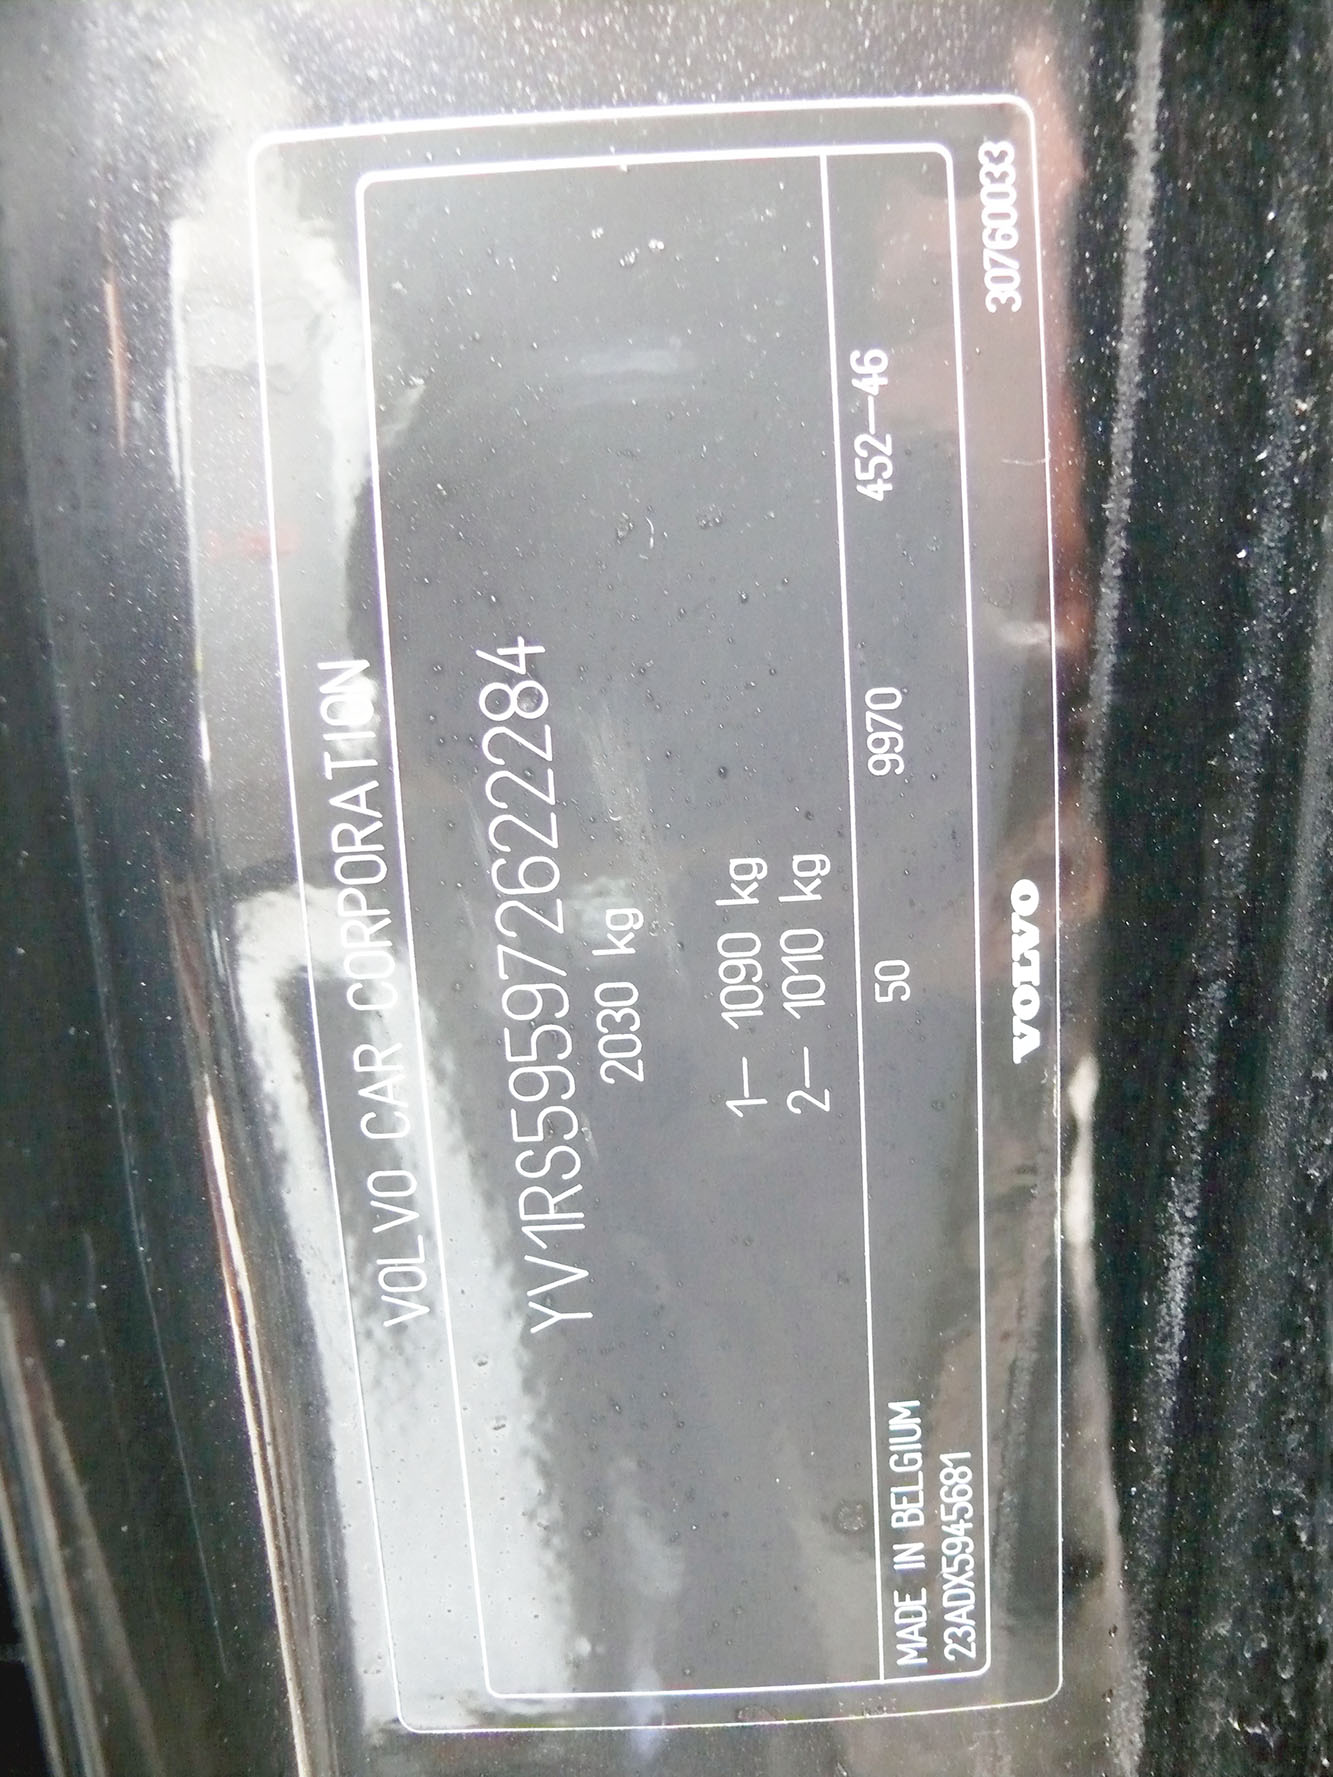 VOLVO CAR CORPORATION
YV1RS595972622284
2030 kg
1– 1090 kg
2– 1010 kg
MADE IN BELGIUM 50 9970 452–46
23ADX5945681
VOLVO 30760033